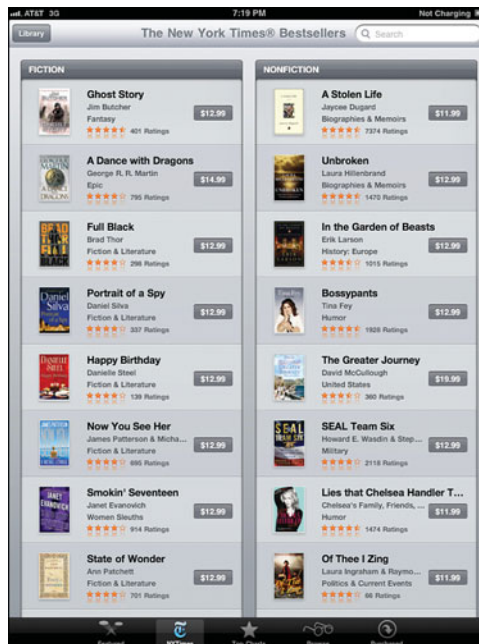 AT&T 3G 7:19 PM Not Charging
Library The New York Times® Bestsellers Search
FICTION
Ghost Story
Jim Butcher
Fantasy
401 Ratings
$12.99
A Dance with Dragons
George R. R. Martin
Epic
795 Ratings
$14.99
Full Black
Brad Thor
Fiction & Literature
298 Ratings
$12.99
Portrait of a Spy
Daniel Silva
Fiction & Literature
337 Ratings
$12.99
Happy Birthday
Danielle Steel
Fiction & Literature
139 Ratings
$12.99
Now You See Her
James Patterson & Micha...
Fiction & Literature
695 Ratings
$12.99
Smokin' Seventeen
Janet Evanovich
Women Sleuths
914 Ratings
$12.99
State of Wonder
Ann Patchett
Fiction & Literature
701 Ratings
$12.99
NONFICTION
A Stolen Life
Jaycee Dugard
Biographies & Memoirs
7374 Ratings
$11.99
Unbroken
Laura Hillenbrand
Biographies & Memoirs
1470 Ratings
$12.99
In the Garden of Beasts
Erik Larson
History: Europe
1015 Ratings
$12.99
Bossypants
Tina Fey
Humor
1928 Ratings
$12.99
The Greater Journey
David McCullough
United States
360 Ratings
$19.99
SEAL Team Six
Howard E. Wasdin & Step...
Military
2118 Ratings
$12.99
Lies that Chelsea Handler T...
Chelsea's Family, Friends, ...
Humor
1474 Ratings
$11.99
Of Thee I Zing
Laura Ingraham & Raymo...
Politics & Current Events
66 Ratings
$11.99